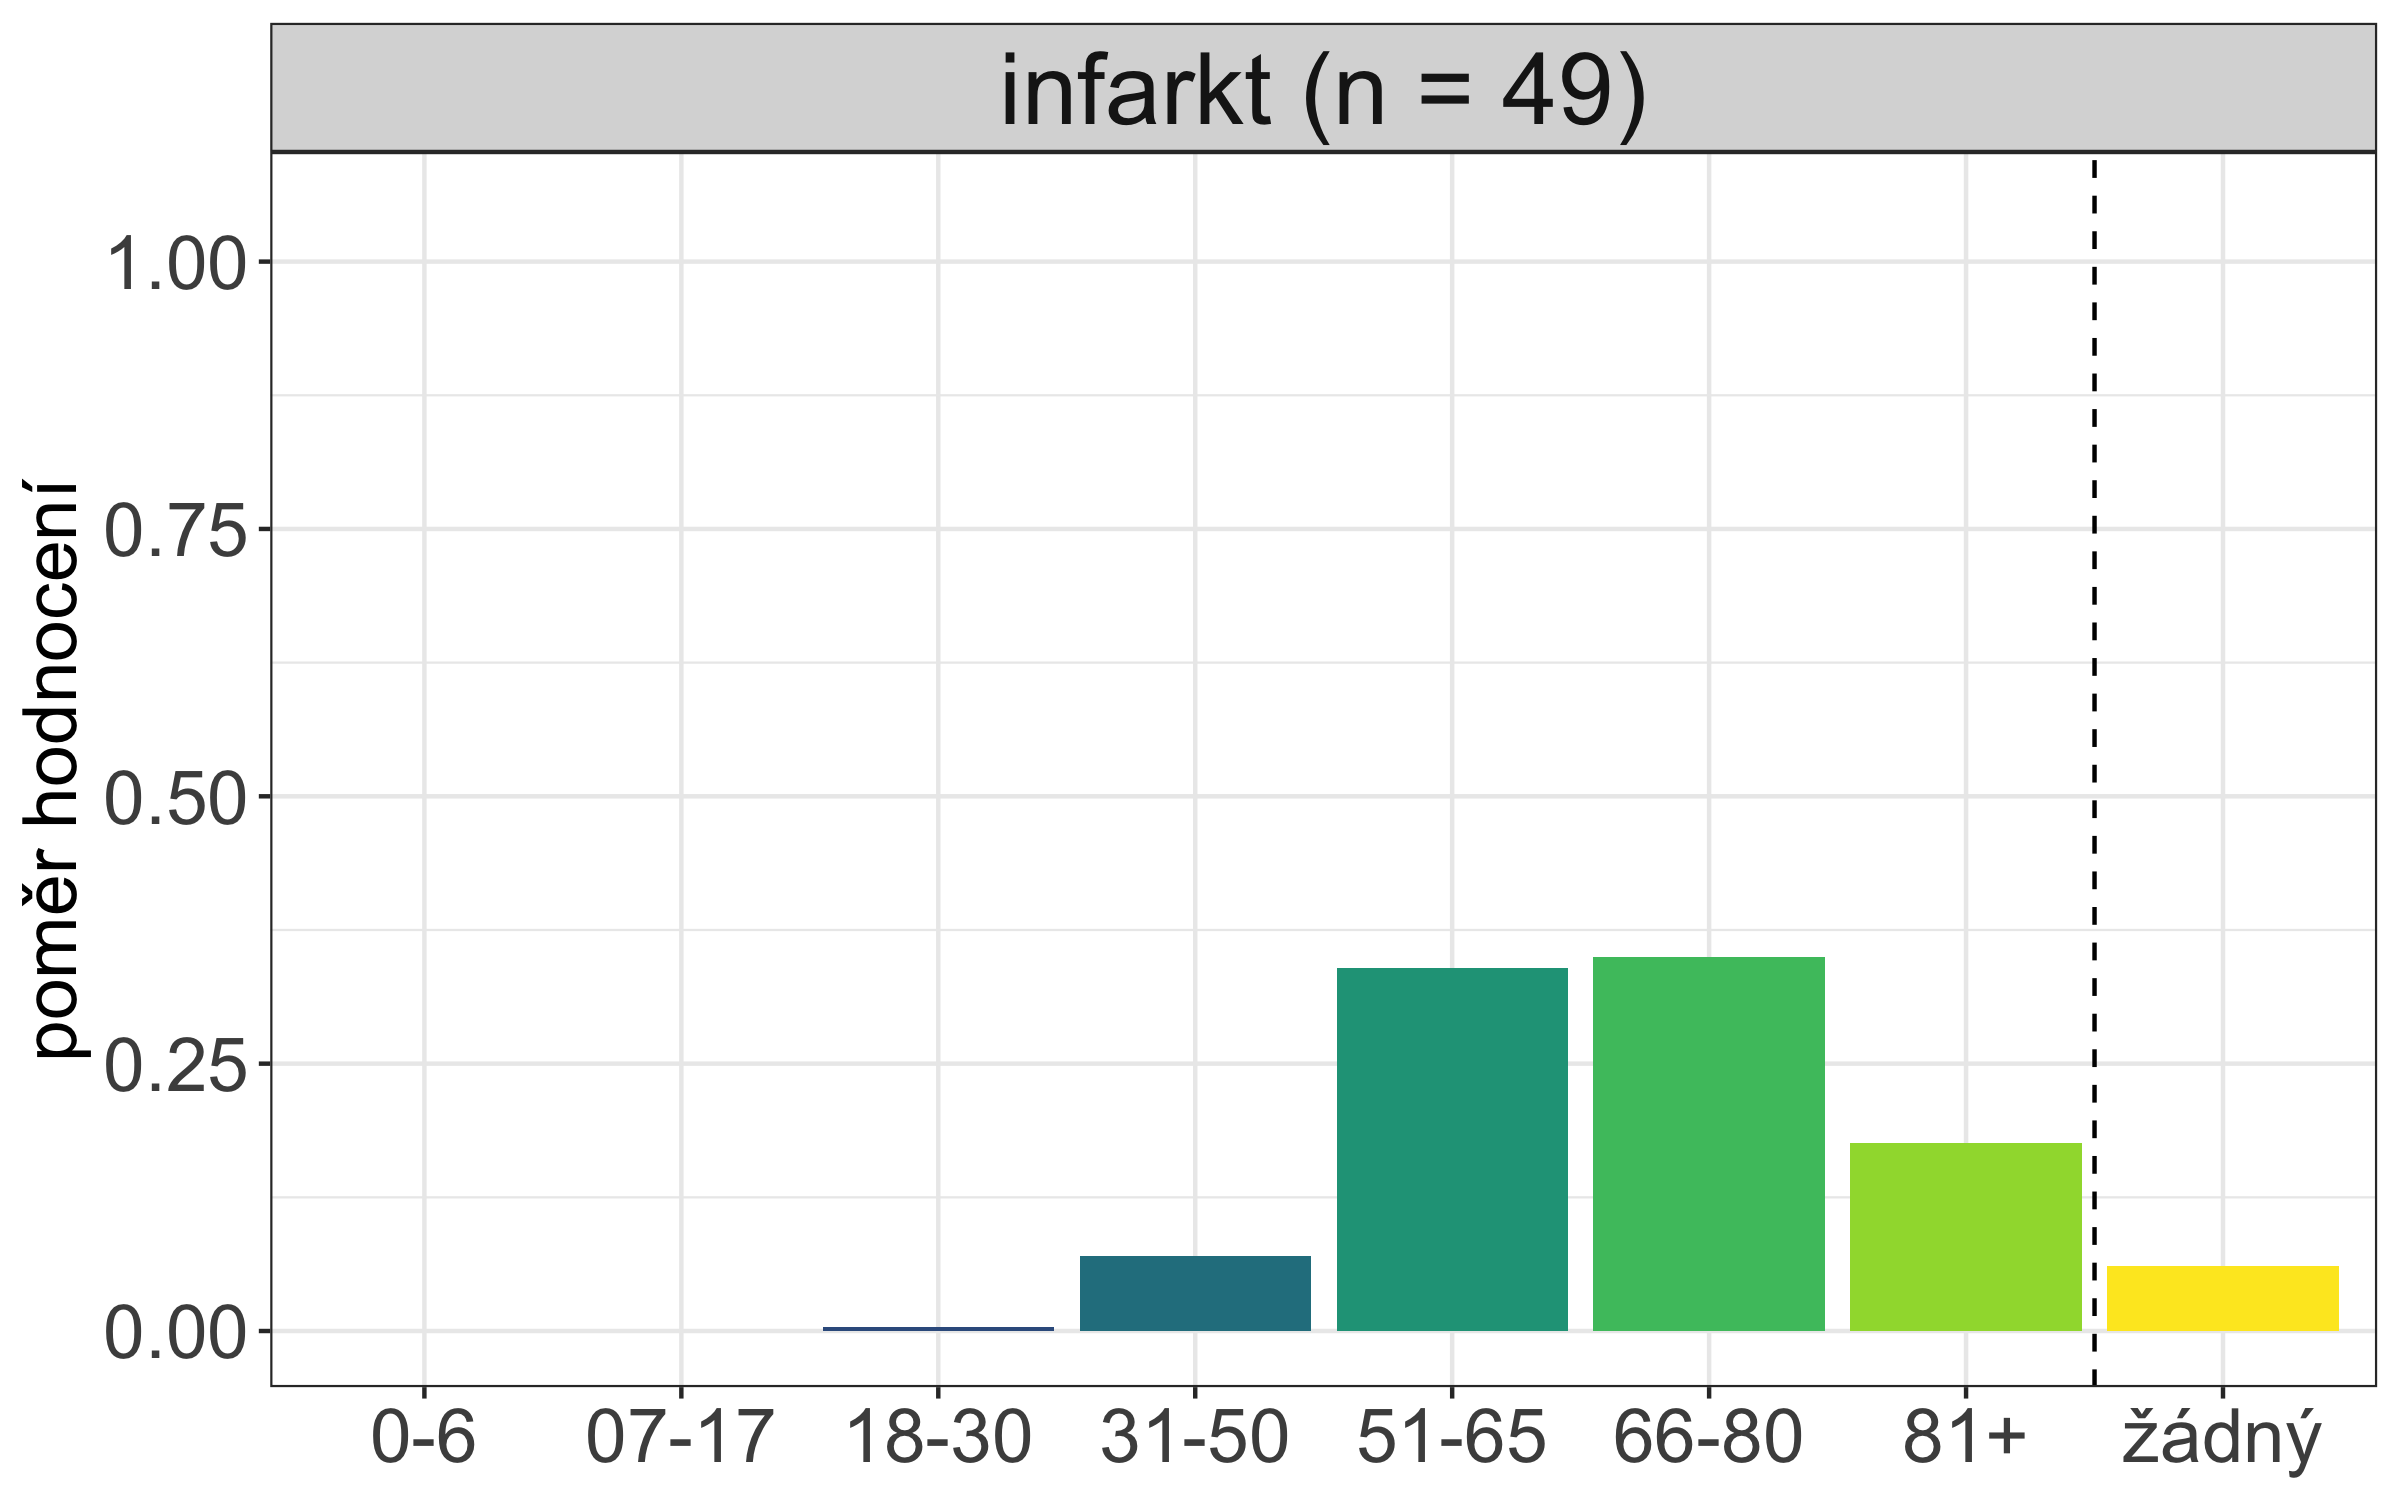 infarkt (n = 49)
poměr hodnocení
1.00
0.75
0.50
0.25
0.00
0-6 07-17 18-30 31-50 51-65 66-80 81+ žádný